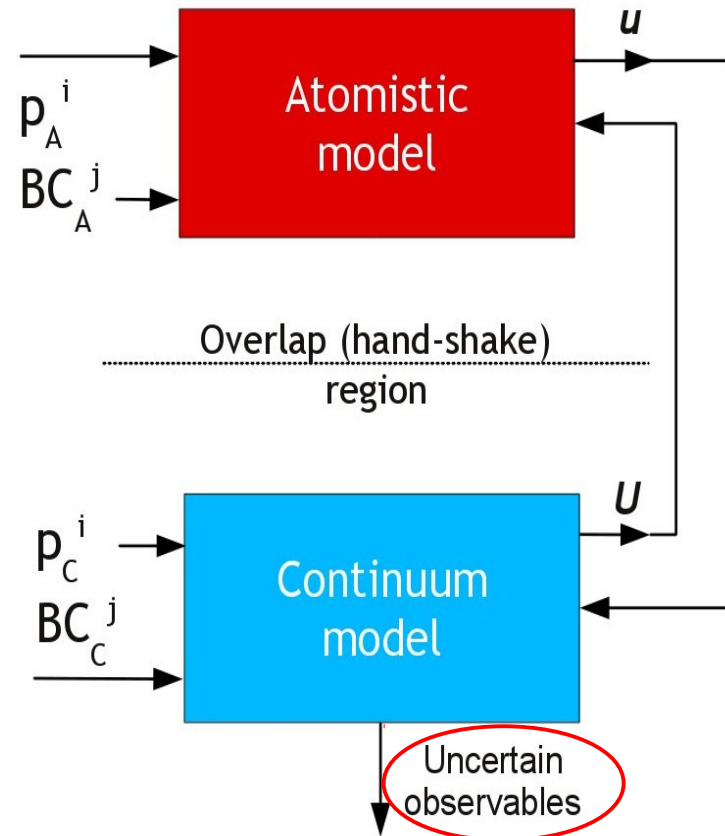 u
Atomistic
model
p_A^i
BC_A^j
Overlap (hand-shake)
region
U
p_C^i
BC_C^j
Continuum
model
Uncertain
observables